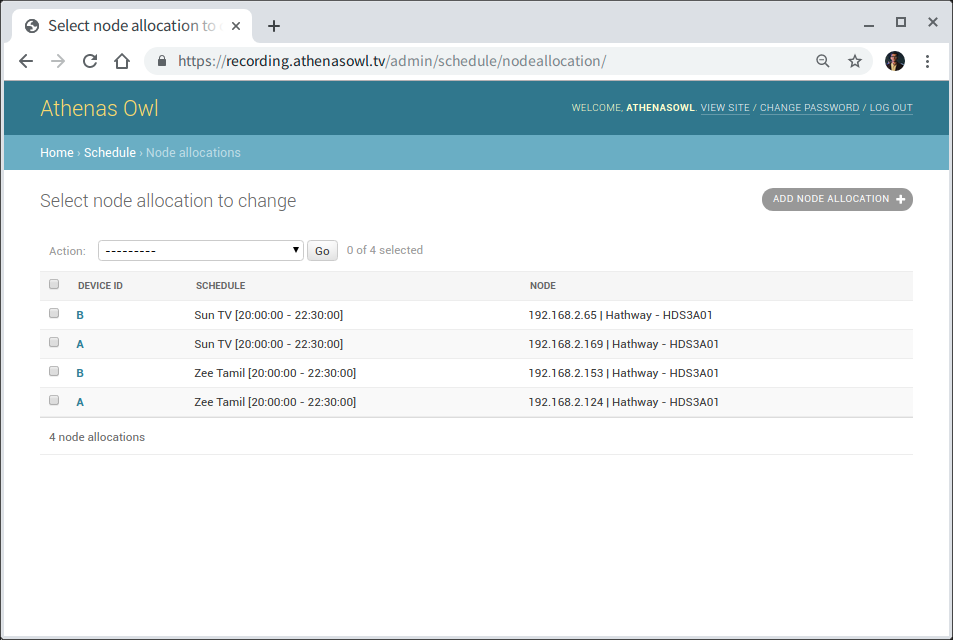 Select node allocation to
https://recording.athenasowl.tv/admin/schedule/nodeallocation/
Athenas Owl
WELCOME, ATHENASOWL. VIEW SITE / CHANGE PASSWORD / LOG OUT
Home › Schedule › Node allocations
Select node allocation to change
ADD NODE ALLOCATION +
Action: --------- Go 0 of 4 selected
DEVICE ID SCHEDULE NODE
B Sun TV [20:00:00 - 22:30:00] 192.168.2.65 | Hathway - HDS3A01
A Sun TV [20:00:00 - 22:30:00] 192.168.2.169 | Hathway - HDS3A01
B Zee Tamil [20:00:00 - 22:30:00] 192.168.2.153 | Hathway - HDS3A01
A Zee Tamil [20:00:00 - 22:30:00] 192.168.2.124 | Hathway - HDS3A01
4 node allocations